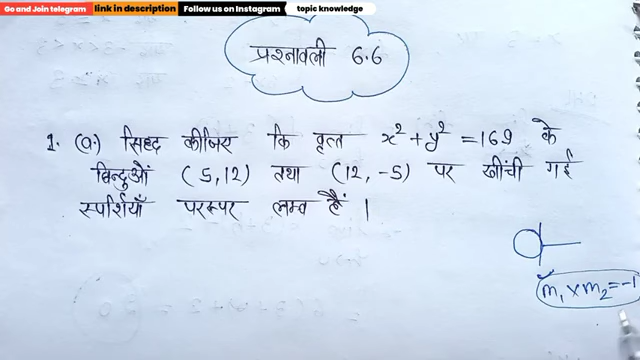 Go and Join telegram link in description Follow us on Instagram topic knowledge
प्रश्नावली 6.6
1. (a.) सिद्ध कीजिए कि वृत्त x² + y² = 169 के
बिन्दुओं (5, 12) तथा (12, -5) पर खींची गई
स्पर्शियाँ परस्पर लम्ब हैं ।
m₁ × m₂ = -1